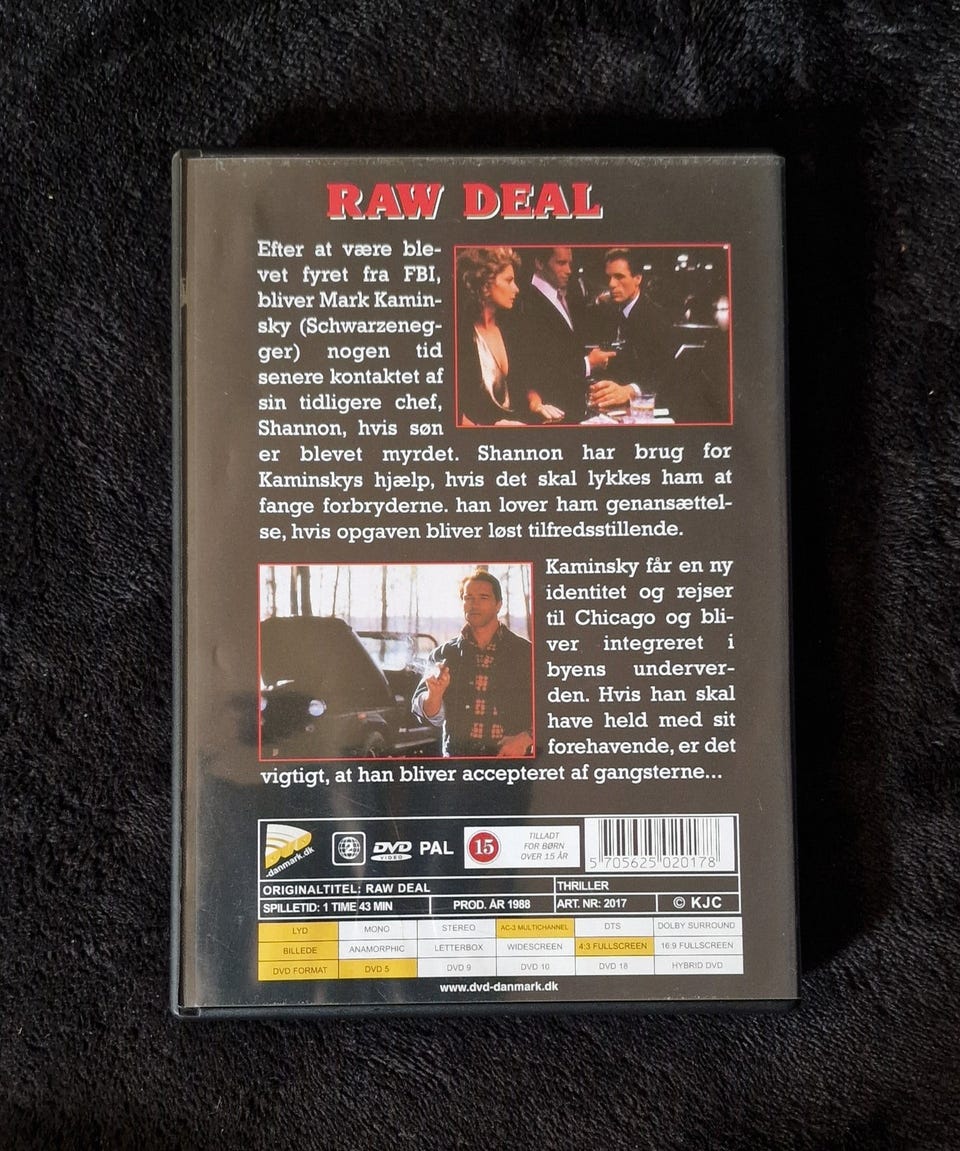 RAW DEAL
Efter at være ble-
vet fyret fra FBI,
bliver Mark Kamin-
sky (Schwarzeneg-
ger) nogen tid
senere kontaktet af
sin tidligere chef,
Shannon, hvis søn
er blevet myrdet. Shannon har brug for
Kaminskys hjælp, hvis det skal lykkes ham at
fange forbryderne. han lover ham genansættel-
se, hvis opgaven bliver løst tilfredsstillende.
Kaminsky får en ny
identitet og rejser
til Chicago og bli-
ver integreret i
byens underver-
den. Hvis han skal
have held med sit
forehavende, er det
vigtigt, at han bliver accepteret af gangsterne...
DVD
-danmark.dk
2
DVD
VIDEO
PAL
15
TILLADT
FOR BØRN
OVER 15 ÅR
5 705625 020178
ORIGINALTITEL: RAW DEAL THRILLER
SPILLETID: 1 TIME 43 MIN PROD. ÅR 1988 ART. NR: 2017 © KJC
LYD MONO STEREO AC-3 MULTICHANNEL DTS DOLBY SURROUND
BILLEDE ANAMORPHIC LETTERBOX WIDESCREEN 4:3 FULLSCREEN 16:9 FULLSCREEN
DVD FORMAT DVD 5 DVD 9 DVD 10 DVD 18 HYBRID DVD
www.dvd-danmark.dk